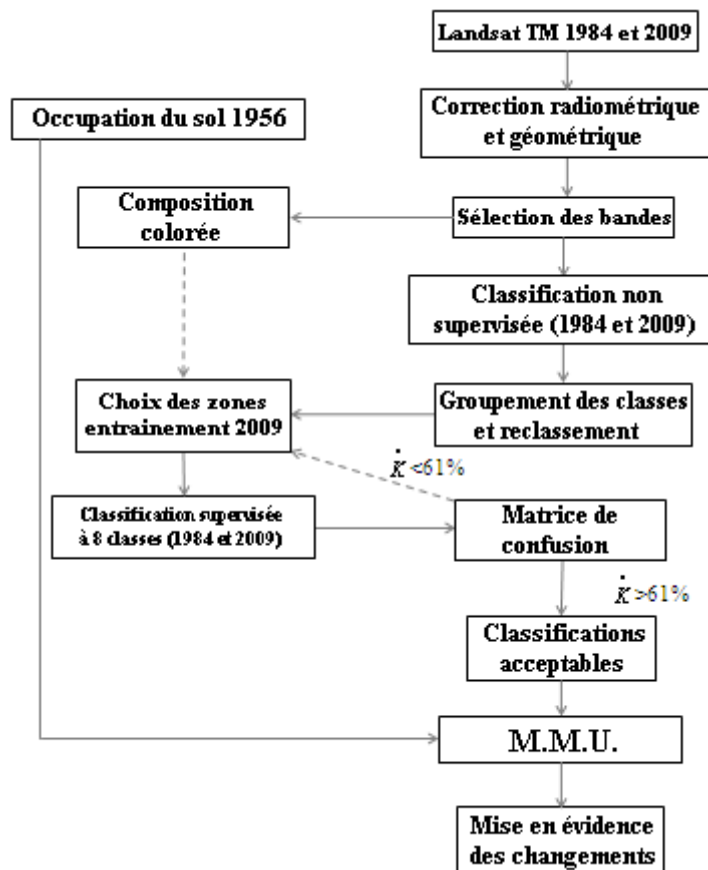 Landsat TM 1984 et 2009
Occupation du sol 1956
Correction radiométrique
et géométrique
Composition
colorée
Sélection des bandes
Classification non
supervisée (1984 et 2009)
Choix des zones
entrainement 2009
Groupement des classes
et reclassement
K̇ <61%
Classification supervisée
à 8 classes (1984 et 2009)
Matrice de
confusion
K̇ >61%
Classifications
acceptables
M.M.U.
Mise en évidence
des changements